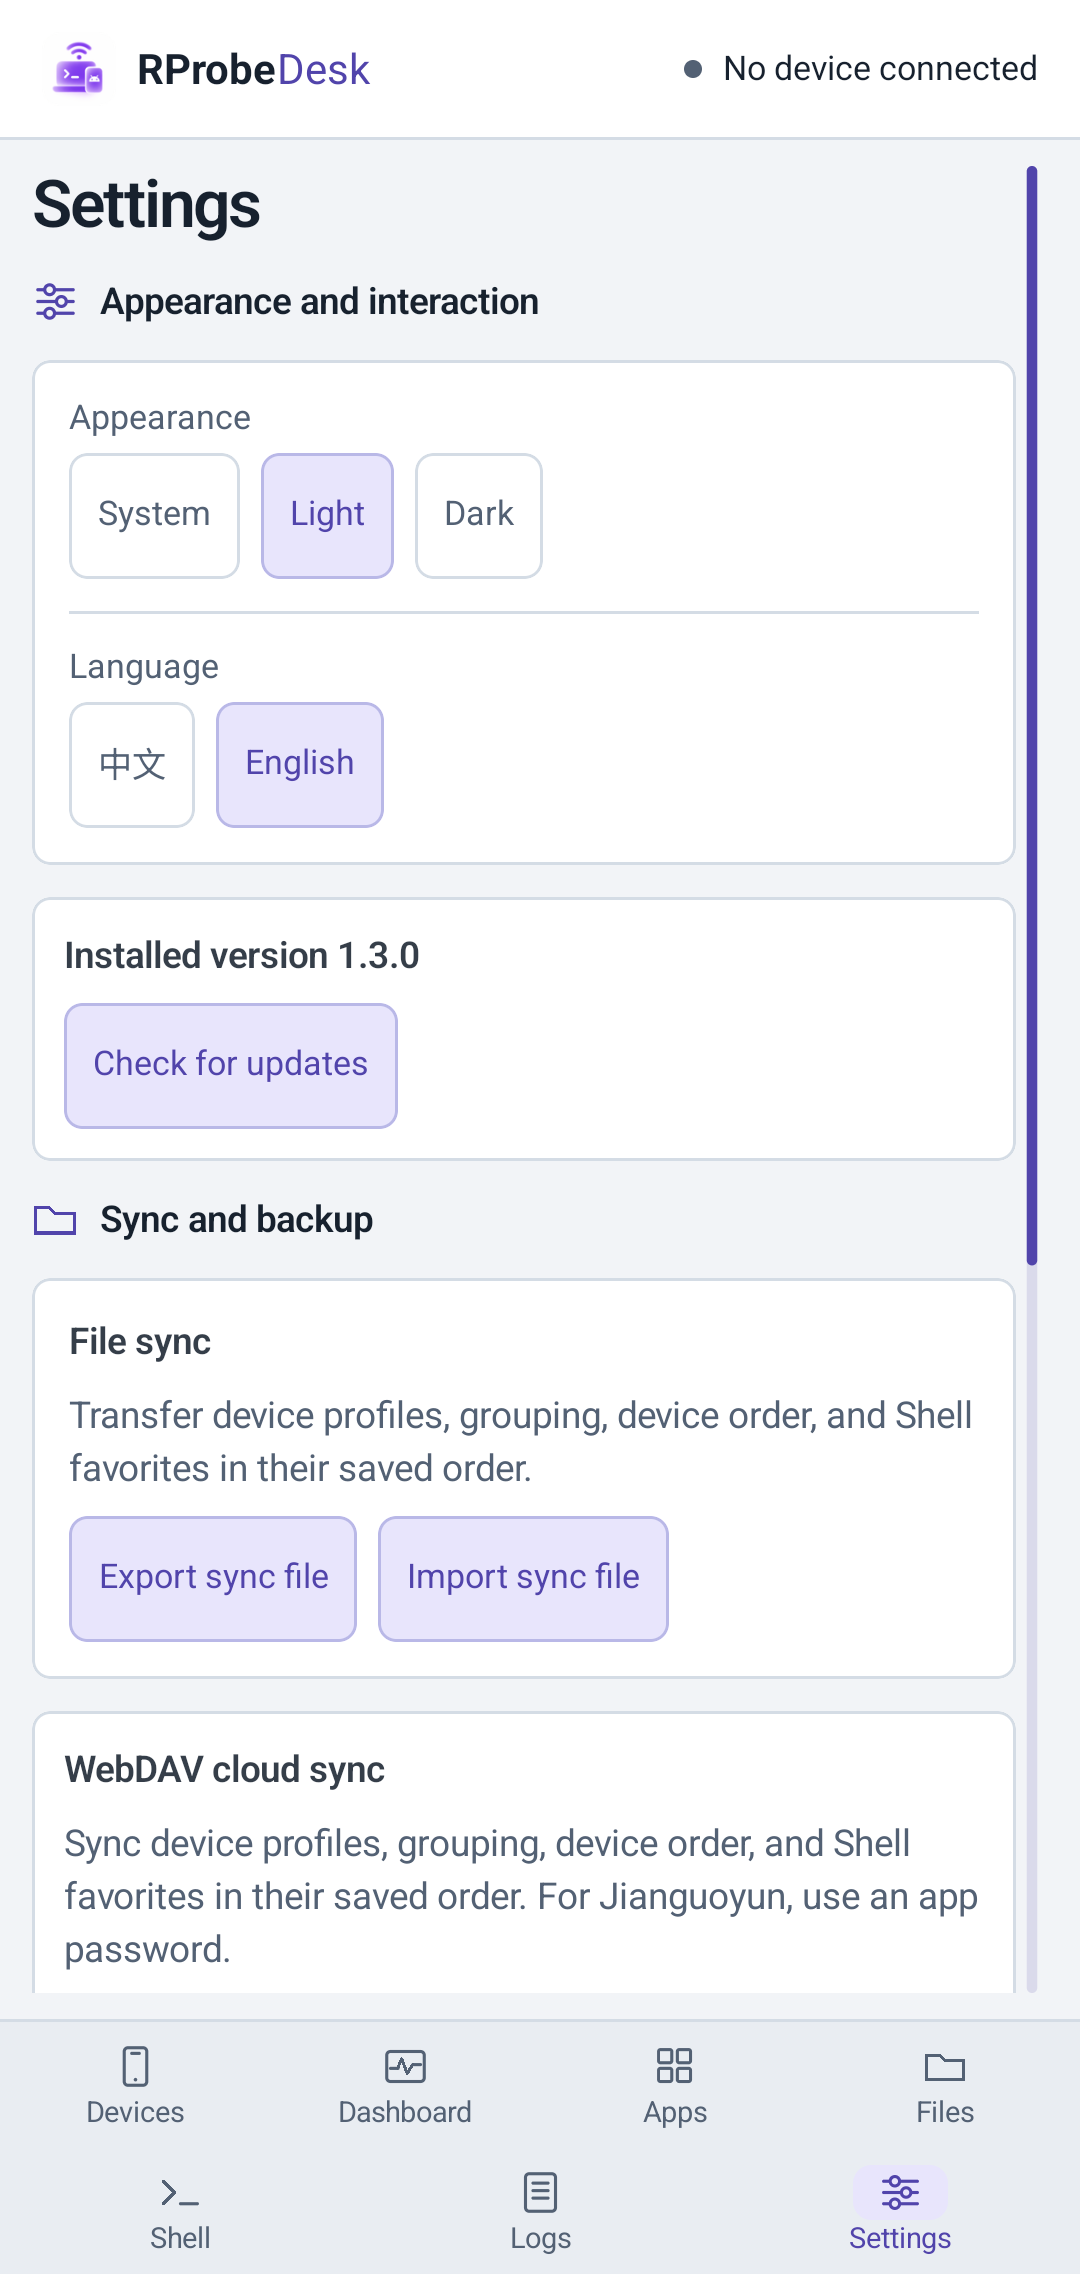 RProbeDesk
No device connected
Settings
Appearance and interaction
Appearance
System
Light
Dark
Language
中文
English
Installed version 1.3.0
Check for updates
Sync and backup
File sync
Transfer device profiles, grouping, device order, and Shell
favorites in their saved order.
Export sync file
Import sync file
WebDAV cloud sync
Sync device profiles, grouping, device order, and Shell
favorites in their saved order. For Jianguoyun, use an app
password.
Devices
Dashboard
Apps
Files
Shell
Logs
Settings